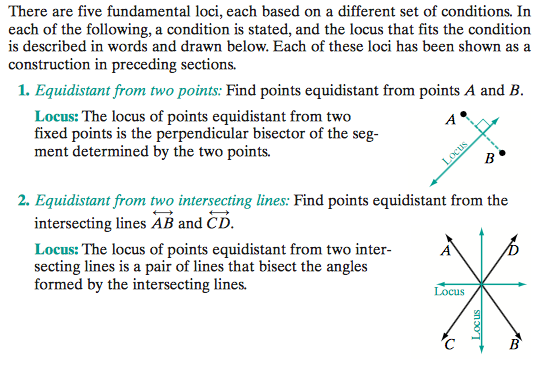 There are five fundamental loci, each based on a different set of conditions. In
each of the following, a condition is stated, and the locus that fits the condition
is described in words and drawn below. Each of these loci has been shown as a
construction in preceding sections.
1. Equidistant from two points: Find points equidistant from points A and B.
Locus: The locus of points equidistant from two
fixed points is the perpendicular bisector of the seg-
ment determined by the two points.
A
Locus
B
2. Equidistant from two intersecting lines: Find points equidistant from the
intersecting lines AB and CD.
Locus: The locus of points equidistant from two inter-
secting lines is a pair of lines that bisect the angles
formed by the intersecting lines.
A
D
Locus
Locus
C
B